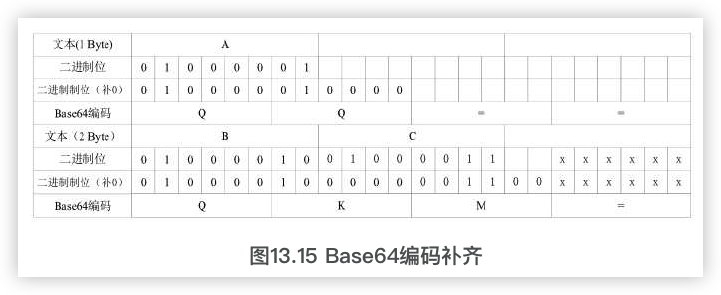 文本(1 Byte) A
二进制位 0 1 0 0 0 0 0 1
二进制制位（补0） 0 1 0 0 0 0 0 1 0 0 0 0
Base64编码 Q Q = =
文本（2 Byte） B C
二进制位 0 1 0 0 0 0 1 0 0 1 0 0 0 0 1 1 x x x x x x
二进制制位（补0） 0 1 0 0 0 0 1 0 0 0 0 0 0 0 1 1 0 0 x x x x x x
Base64编码 Q K M =
图13.15 Base64编码补齐